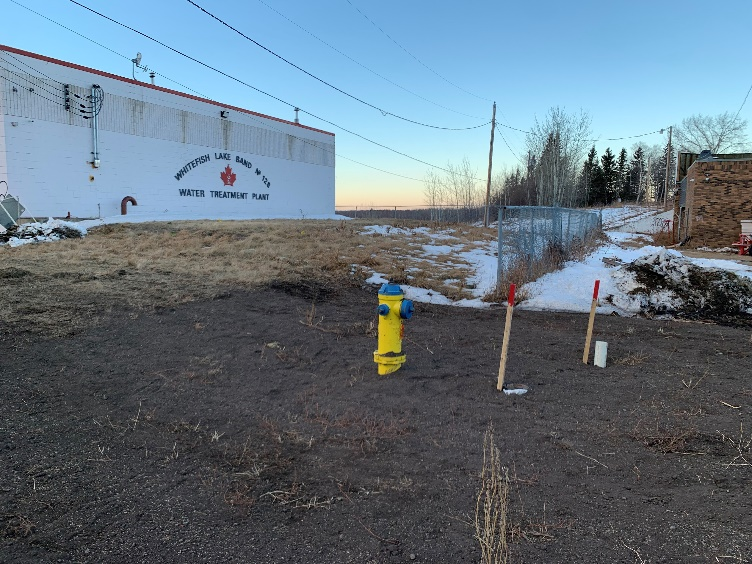 WHITEFISH LAKE BAND Nº 128
WATER TREATMENT PLANT